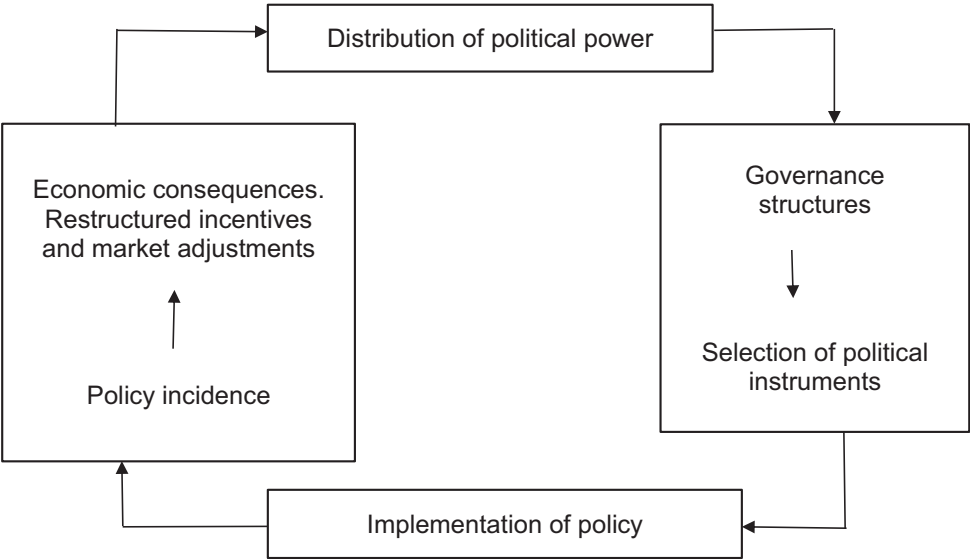 Distribution of political power
Economic consequences.
Restructured incentives
and market adjustments
Policy incidence
Governance
structures
Selection of political
instruments
Implementation of policy